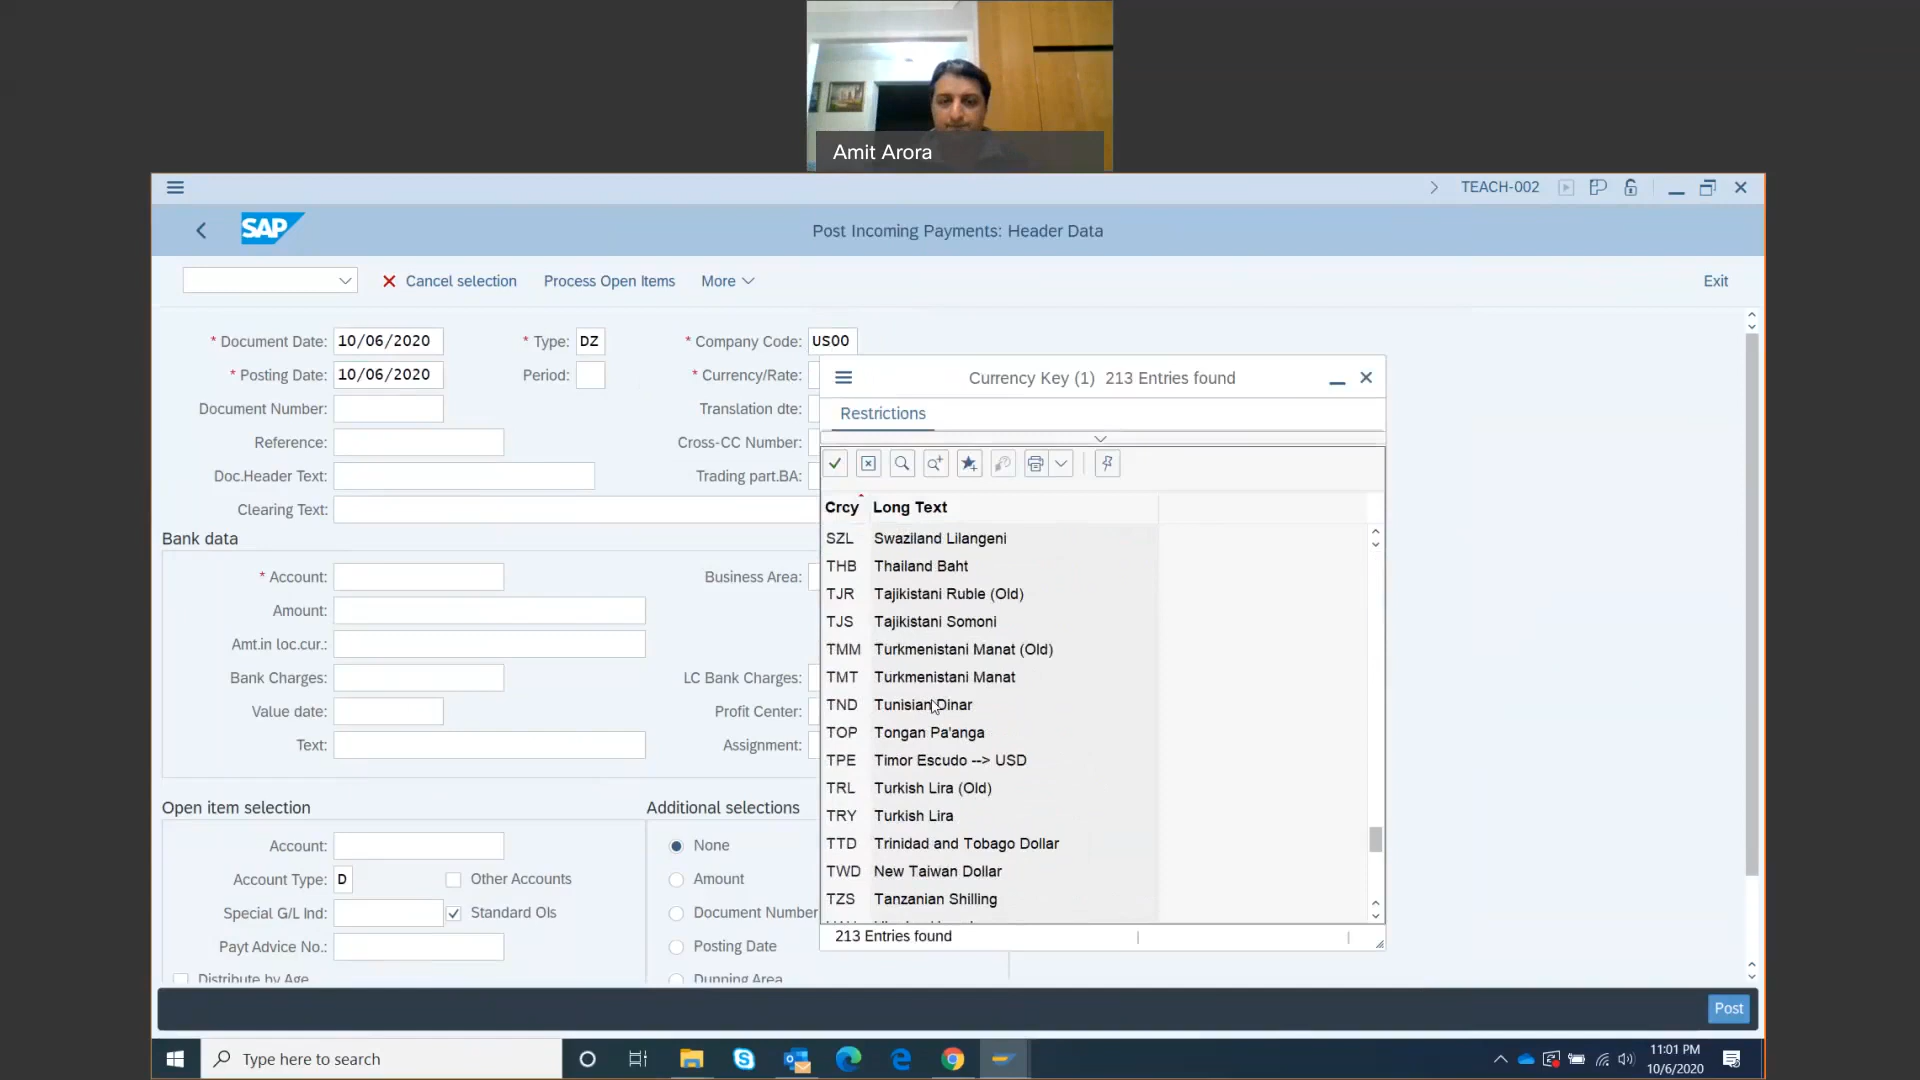 Amit Arora
TEACH-002
SAP
Post Incoming Payments: Header Data
Cancel selection
Process Open Items
More
Exit
* Document Date: 10/06/2020
* Type: DZ
* Company Code: US00
* Posting Date: 10/06/2020
Period:
* Currency/Rate:
Document Number:
Translation dte:
Reference:
Cross-CC Number:
Doc.Header Text:
Trading part.BA:
Clearing Text:
Bank data
* Account:
Business Area:
Amount:
Amt.in loc.cur.:
Bank Charges:
LC Bank Charges:
Value date:
Profit Center:
Text:
Assignment:
Open item selection
Additional selections
Account:
None
Account Type: D
Other Accounts
Amount
Special G/L Ind:
Standard OIs
Document Number
Payt Advice No.:
Posting Date
Distribute by Age
Dunning Area
Currency Key (1) 213 Entries found
Restrictions
Crcy Long Text
SZL Swaziland Lilangeni
THB Thailand Baht
TJR Tajikistani Ruble (Old)
TJS Tajikistani Somoni
TMM Turkmenistani Manat (Old)
TMT Turkmenistani Manat
TND Tunisian Dinar
TOP Tongan Pa'anga
TPE Timor Escudo --> USD
TRL Turkish Lira (Old)
TRY Turkish Lira
TTD Trinidad and Tobago Dollar
TWD New Taiwan Dollar
TZS Tanzanian Shilling
213 Entries found
Post
Type here to search
11:01 PM
10/6/2020